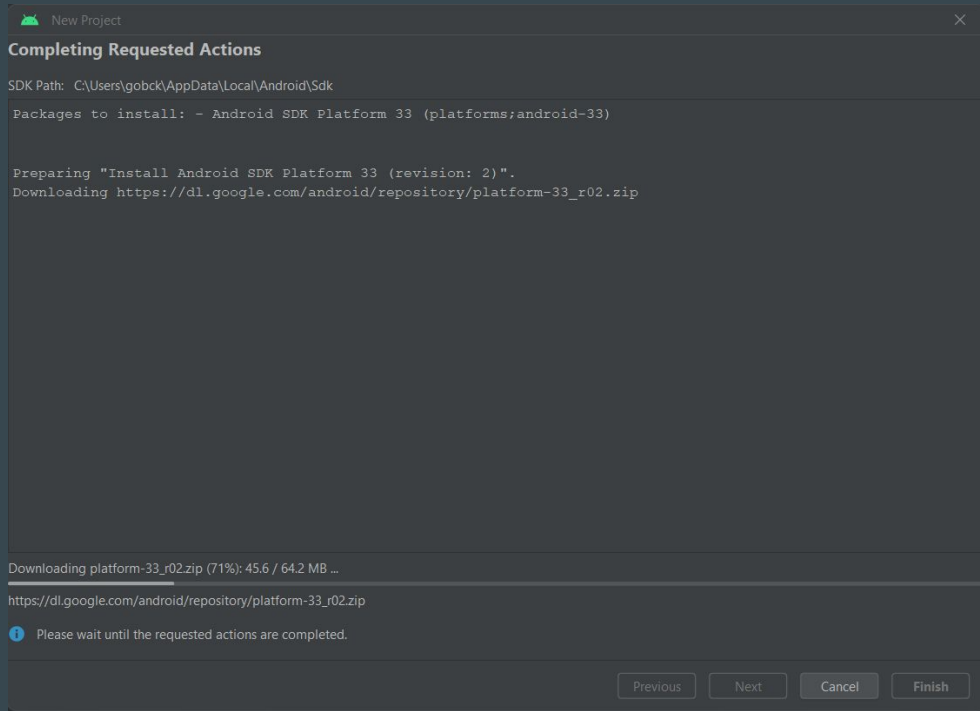 New Project
Completing Requested Actions
SDK Path: C:\Users\gobck\AppData\Local\Android\Sdk
Packages to install: - Android SDK Platform 33 (platforms;android-33)
Preparing "Install Android SDK Platform 33 (revision: 2)".
Downloading https://dl.google.com/android/repository/platform-33_r02.zip
Downloading platform-33_r02.zip (71%): 45.6 / 64.2 MB ...
https://dl.google.com/android/repository/platform-33_r02.zip
Please wait until the requested actions are completed.
Previous Next Cancel Finish